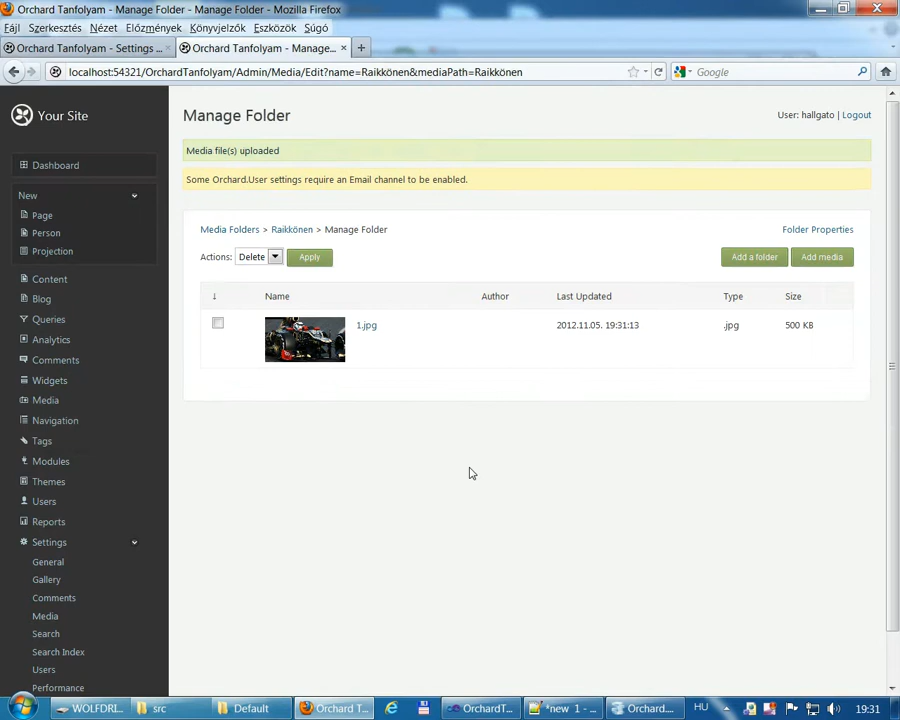 Orchard Tanfolyam - Manage Folder - Manage Folder - Mozilla Firefox
Fájl Szerkesztés Nézet Előzmények Könyvjelzők Eszközök Súgó
Orchard Tanfolyam - Settings ... × Orchard Tanfolyam - Manage... × +
localhost:54321/OrchardTanfolyam/Admin/Media/Edit?name=Raikkönen&mediaPath=Raikkönen Google
Your Site
Manage Folder
User: hallgato | Logout
Media file(s) uploaded
Some Orchard.User settings require an Email channel to be enabled.
Dashboard
New
Page
Person
Projection
Content
Blog
Queries
Analytics
Comments
Widgets
Media
Navigation
Tags
Modules
Themes
Users
Reports
Settings
General
Gallery
Comments
Media
Search
Search Index
Users
Performance
Media Folders > Raikkönen > Manage Folder
Folder Properties
Actions: Delete Apply
Add a folder Add media
↓ Name Author Last Updated Type Size
1.jpg 2012.11.05. 19:31:13 .jpg 500 KB
WOLFDRI... src Default Orchard T... OrchardT... *new 1 - ... Orchard... HU 19:31